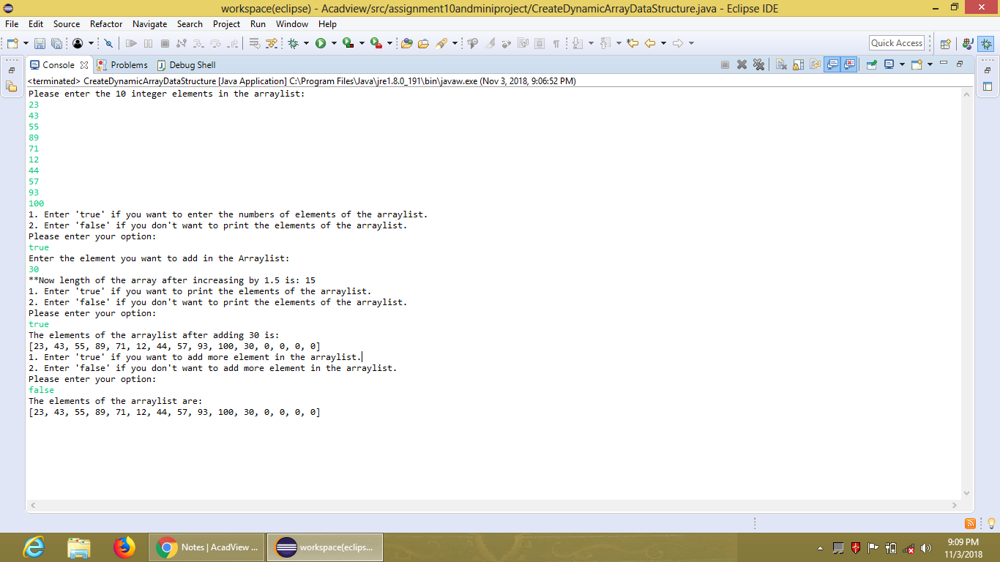 workspace(eclipse) - Acadview/src/assignment10andminiproject/CreateDynamicArrayDataStructure.java - Eclipse IDE
File Edit Source Refactor Navigate Search Project Run Window Help
Quick Access
Console Problems Debug Shell
<terminated> CreateDynamicArrayDataStructure [Java Application] C:\Program Files\Java\jre1.8.0_191\bin\javaw.exe (Nov 3, 2018, 9:06:52 PM)
Please enter the 10 integer elements in the arraylist:
23
43
55
89
71
12
44
57
93
100
1. Enter 'true' if you want to enter the numbers of elements of the arraylist.
2. Enter 'false' if you don't want to print the elements of the arraylist.
Please enter your option:
true
Enter the element you want to add in the Arraylist:
30
**Now length of the array after increasing by 1.5 is: 15
1. Enter 'true' if you want to print the elements of the arraylist.
2. Enter 'false' if you don't want to print the elements of the arraylist.
Please enter your option:
true
The elements of the arraylist after adding 30 is:
[23, 43, 55, 89, 71, 12, 44, 57, 93, 100, 30, 0, 0, 0, 0]
1. Enter 'true' if you want to add more element in the arraylist.
2. Enter 'false' if you don't want to add more element in the arraylist.
Please enter your option:
false
The elements of the arraylist are:
[23, 43, 55, 89, 71, 12, 44, 57, 93, 100, 30, 0, 0, 0, 0]
Notes | AcadView ... workspace(eclips... 9:09 PM
11/3/2018